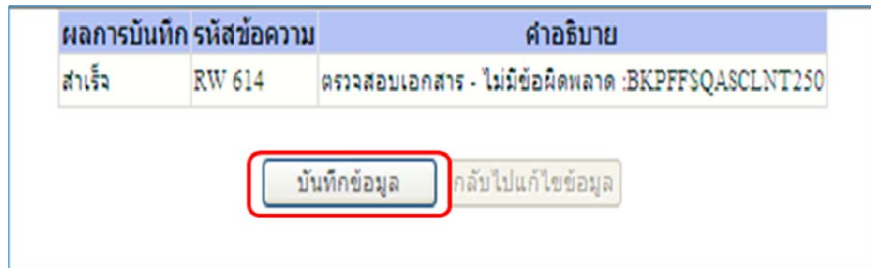 ผลการบันทึก รหัสข้อความ คำอธิบาย
สำเร็จ RW 614 ตรวจสอบเอกสาร - ไม่มีข้อผิดพลาด :BKPFF$QASCLNT250
บันทึกข้อมูล กลับไปแก้ไขข้อมูล